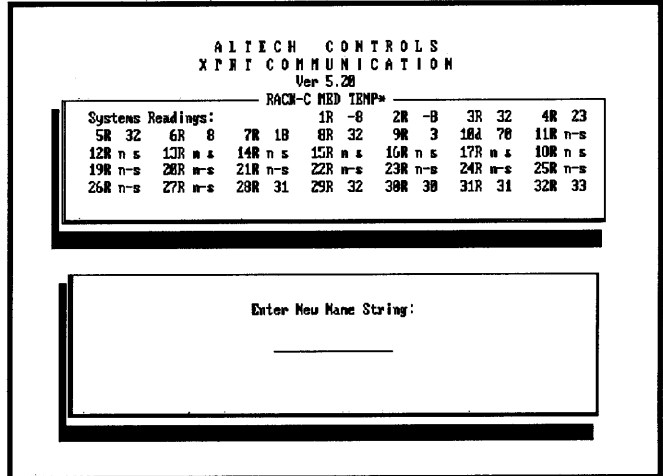 ALTECH CONTROLS
XPRT COMMUNICATION
Ver 5.20
RACK-C MED TEMP*
Systems Readings: 1R -8 2R -8 3R 32 4R 23
5R 32 6R 8 7R 18 8R 32 9R 3 10d 70 11R n-s
12R n-s 13R n-s 14R n-s 15R n-s 16R n-s 17R n-s 18R n-s
19R n-s 20R n-s 21R n-s 22R n-s 23R n-s 24R n-s 25R n-s
26R n-s 27R n-s 28R 31 29R 32 30R 30 31R 31 32R 33
Enter New Name String: